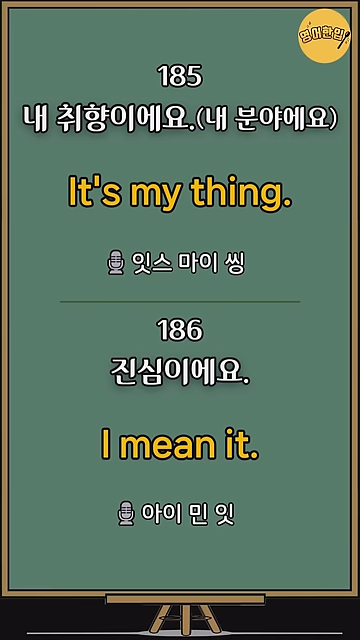 영어한입
185
내 취향이에요.(내 분야에요)
It's my thing.
잇스 마이 씽
186
진심이에요.
I mean it.
아이 민 잇